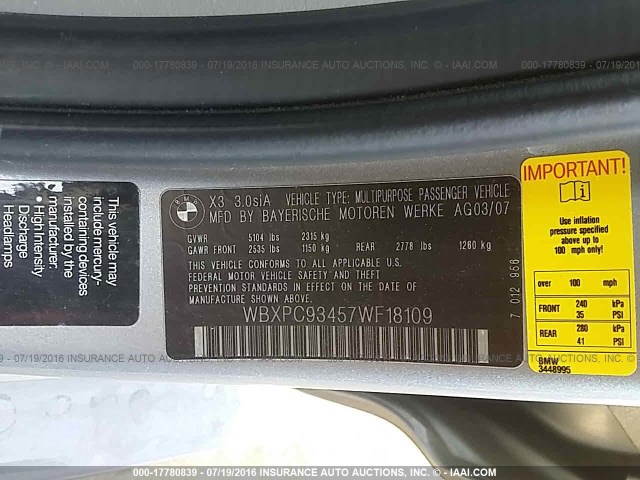 000-17780839 - 07/19/2016 INSURANCE AUTO AUCTIONS, INC. - © - IAAI.COM
This vehicle may
include mercury-
containing devices
installed by the
manufacturer.
• High Intensity
Discharge
BMW
X3 3.0siA VEHICLE TYPE: MULTIPURPOSE PASSENGER VEHICLE
MFD BY BAYERISCHE MOTOREN WERKE AG03/07
GVWR 5104 lbs 2315 kg
GAWR FRONT 2535 lbs 1150 kg REAR 2778 lbs 1260 kg
THIS VEHICLE CONFORMS TO ALL APPLICABLE U.S.
FEDERAL MOTOR VEHICLE SAFETY AND THEFT
PREVENTION STANDARDS IN EFFECT ON THE DATE
OF MANUFACTURE SHOWN ABOVE.
7 012 956
WBXPC93457WF18109
IMPORTANT!
Use inflation
pressure specified
above up to
100 mph only!
over 100 mph
FRONT 240 kPa
35 PSI
REAR 280 kPa
41 PSI
BMW
3448995
000-17780839 - 07/19/2016 INSURANCE AUTO AUCTIONS, INC. - © - IAAI.COM